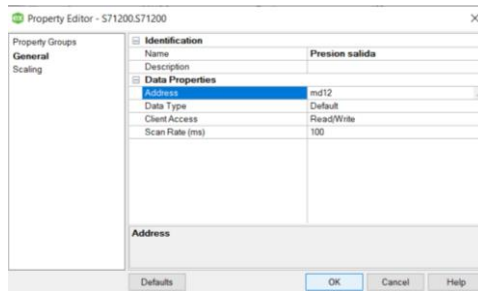 Property Editor - S71200.S71200
Property Groups
General
Scaling
Identification
Name Presion salida
Description
Data Properties
Address md12
Data Type Default
Client Access Read/Write
Scan Rate (ms) 100
Address
Defaults OK Cancel Help